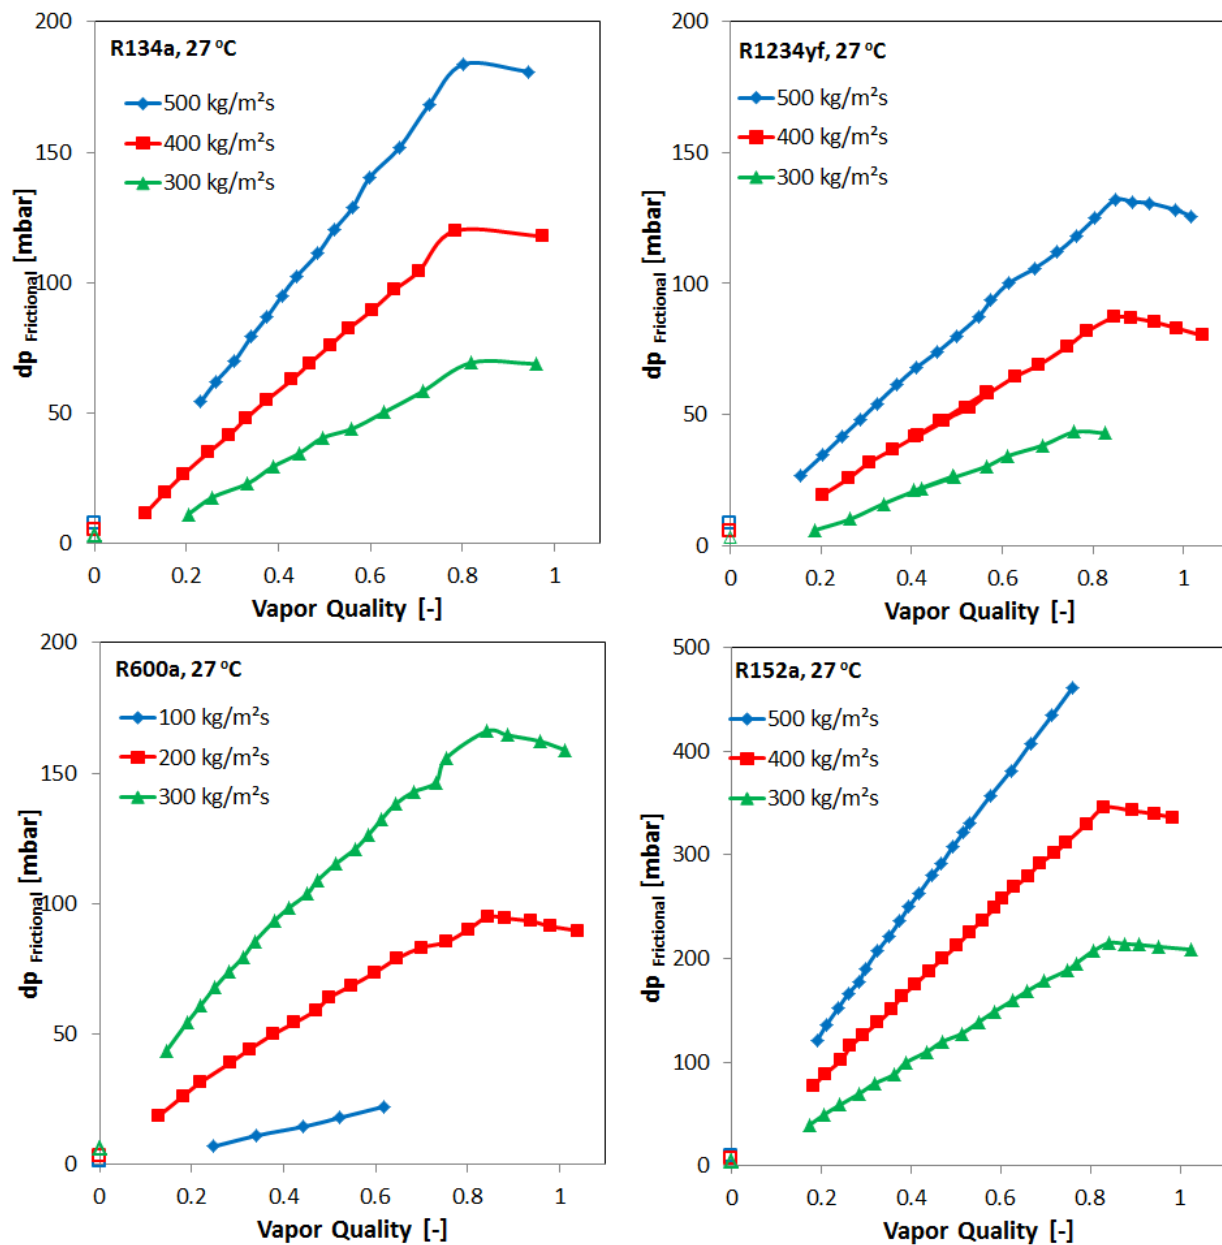 R134a, 27 °C
500 kg/m²s
400 kg/m²s
300 kg/m²s
200
150
100
50
0
dp Frictional [mbar]
0 0.2 0.4 0.6 0.8 1
Vapor Quality [-]
R1234yf, 27 °C
500 kg/m²s
400 kg/m²s
300 kg/m²s
200
150
100
50
0
dp Frictional [mbar]
0 0.2 0.4 0.6 0.8 1
Vapor Quality [-]
R600a, 27 °C
100 kg/m²s
200 kg/m²s
300 kg/m²s
200
150
100
50
0
dp Frictional [mbar]
0 0.2 0.4 0.6 0.8 1
Vapor Quality [-]
R152a, 27 °C
500 kg/m²s
400 kg/m²s
300 kg/m²s
500
400
300
200
100
0
dp Frictional [mbar]
0 0.2 0.4 0.6 0.8 1
Vapor Quality [-]